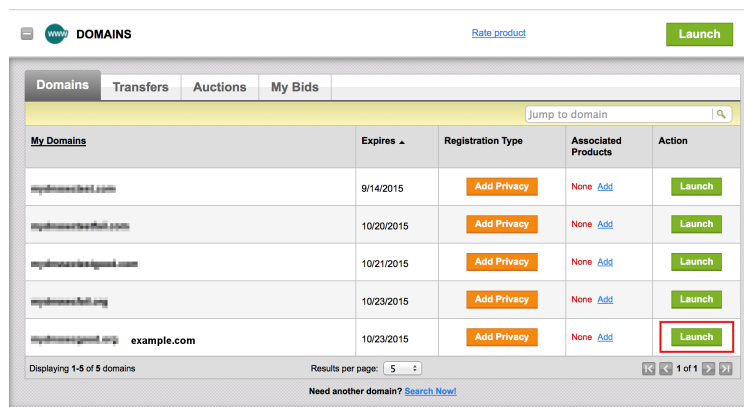 www DOMAINS Rate product Launch
Domains Transfers Auctions My Bids
Jump to domain
My Domains Expires Registration Type Associated Products Action
9/14/2015 Add Privacy None Add Launch
10/20/2015 Add Privacy None Add Launch
10/21/2015 Add Privacy None Add Launch
10/23/2015 Add Privacy None Add Launch
example.com 10/23/2015 Add Privacy None Add Launch
Displaying 1-5 of 5 domains Results per page: 5 1 of 1
Need another domain? Search Now!